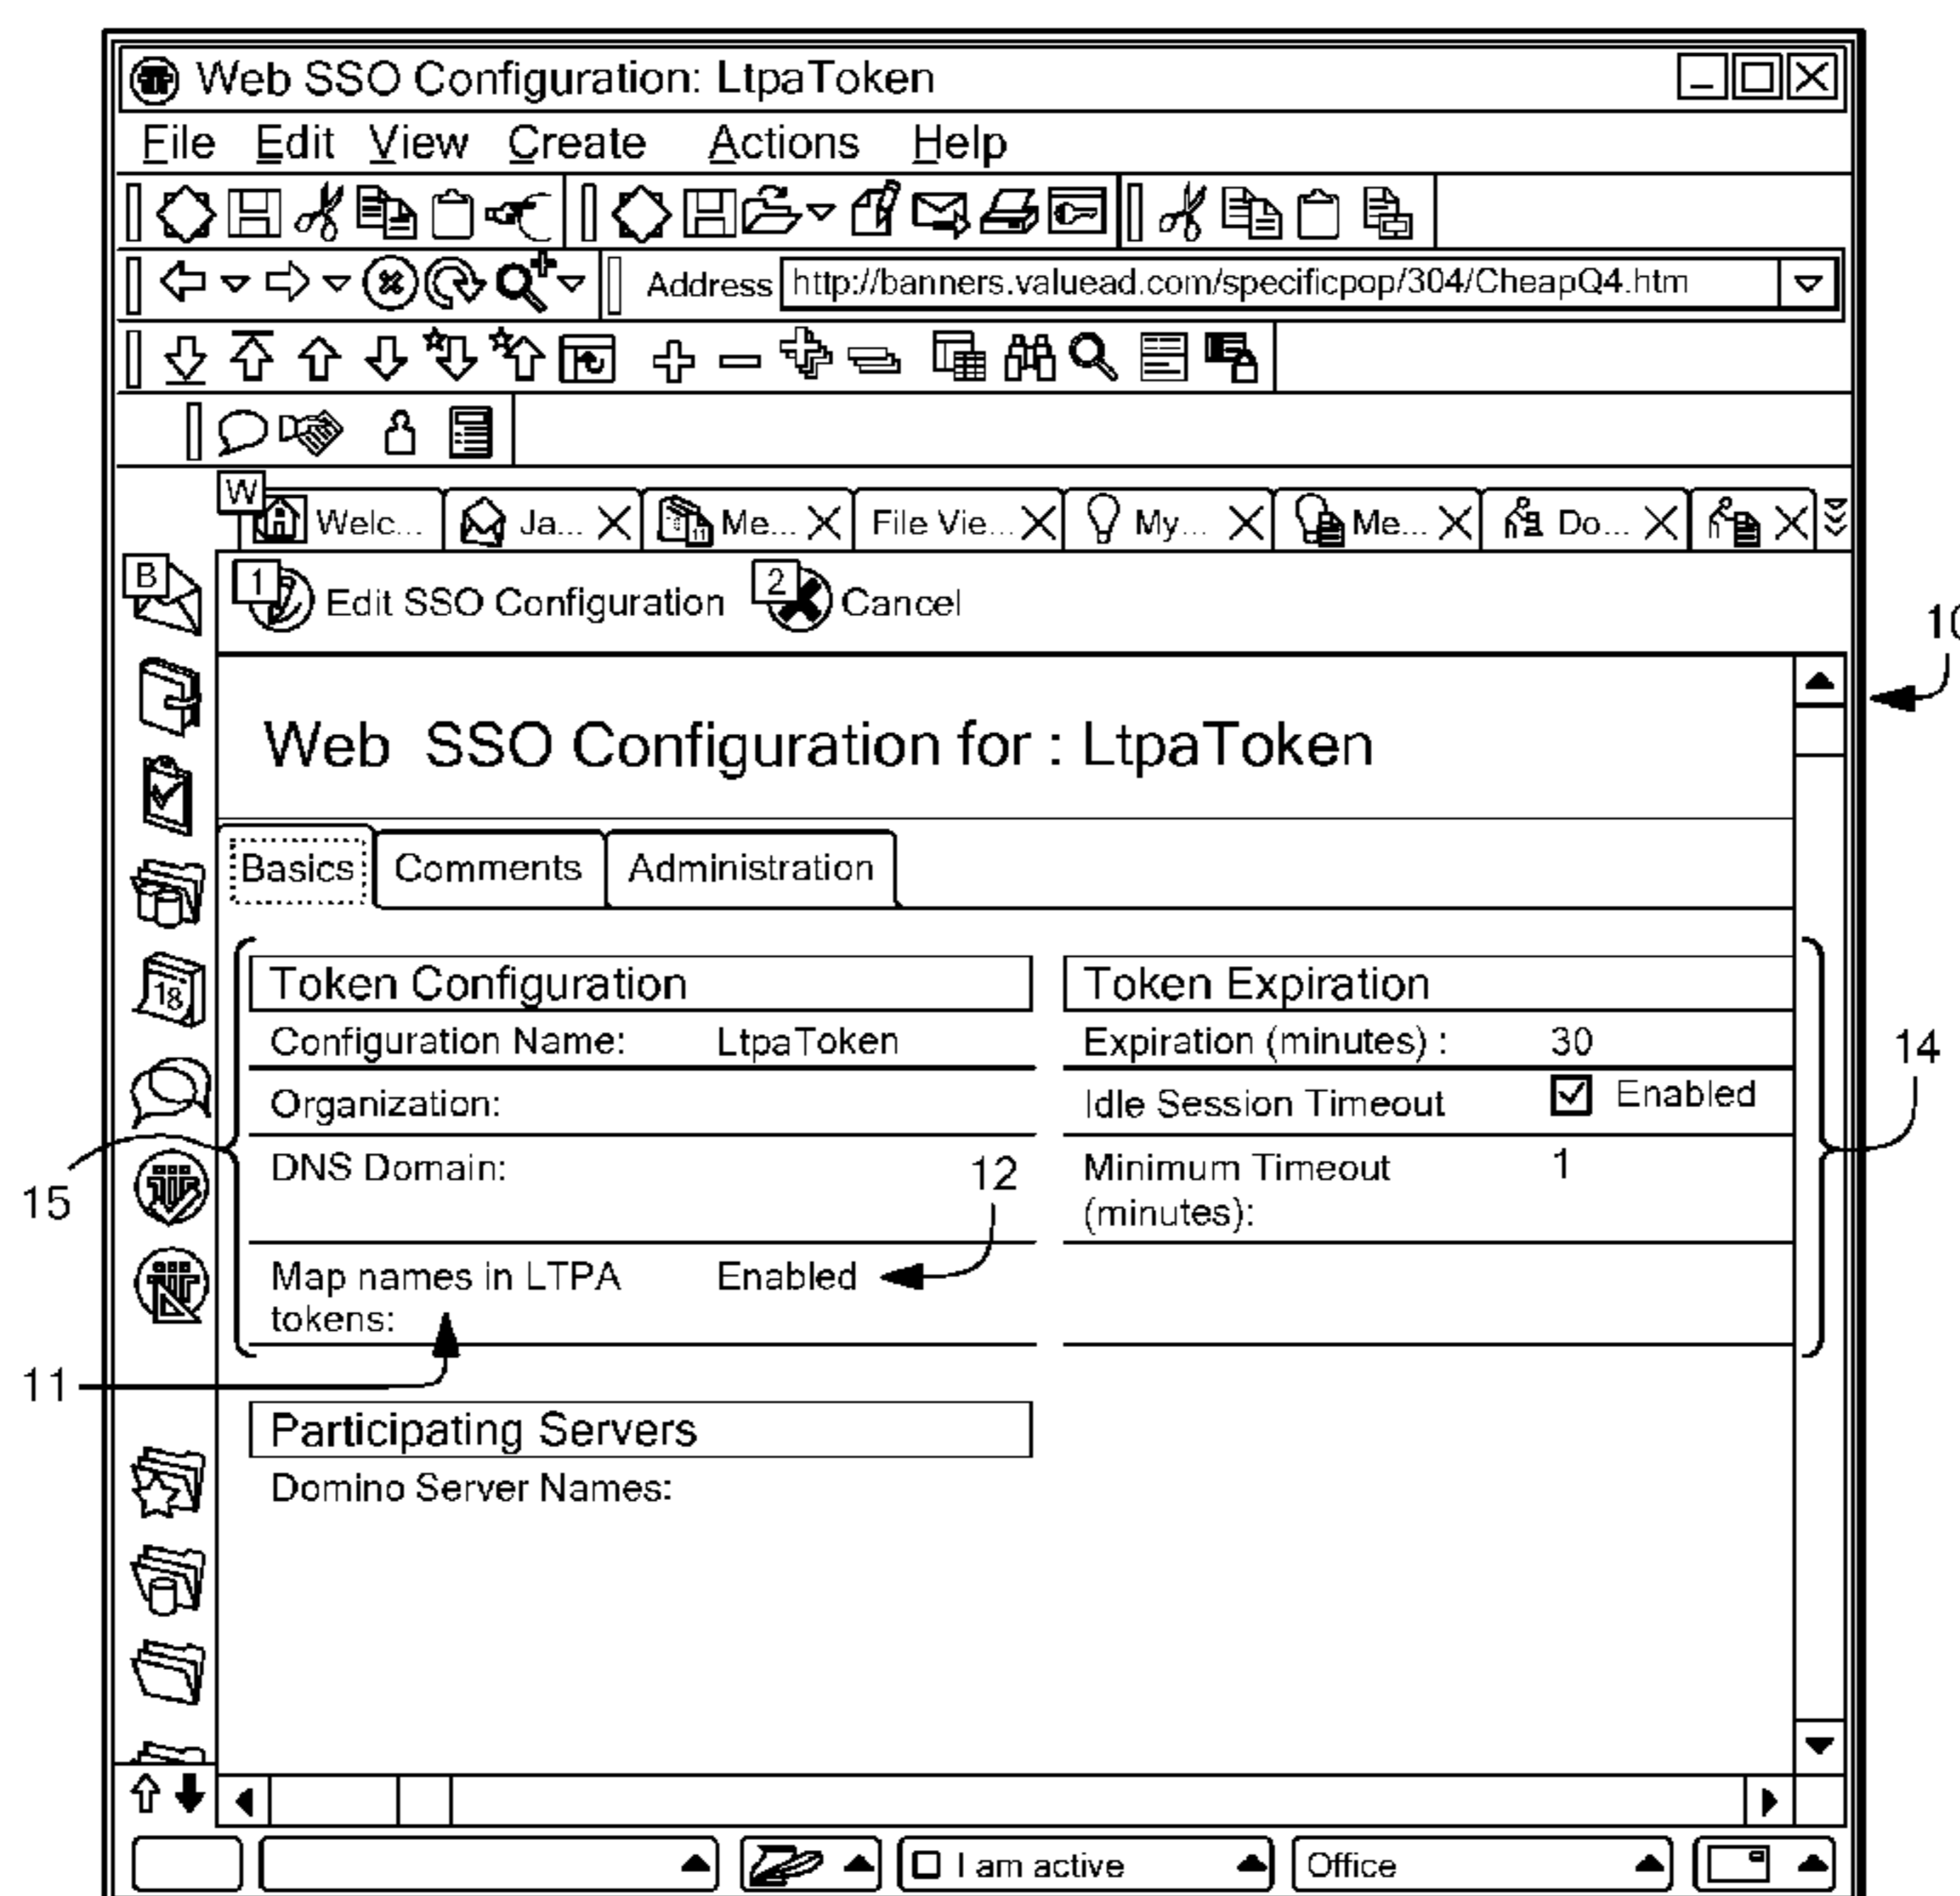 Web SSO Configuration: LtpaToken
File Edit View Create Actions Help
Address http://banners.valuead.com/specificpop/304/CheapQ4.htm
W
Welc... Ja... Me... File Vie... My... Me... Do...
B
1 Edit SSO Configuration 2 Cancel
10
Web SSO Configuration for : LtpaToken
Basics Comments Administration
18
Token Configuration Token Expiration
Configuration Name: LtpaToken Expiration (minutes) : 30
14
Organization: Idle Session Timeout Enabled
DNS Domain: 12 Minimum Timeout 1
(minutes):
15
Map names in LTPA Enabled
tokens:
11
Participating Servers
Domino Server Names:
I am active Office